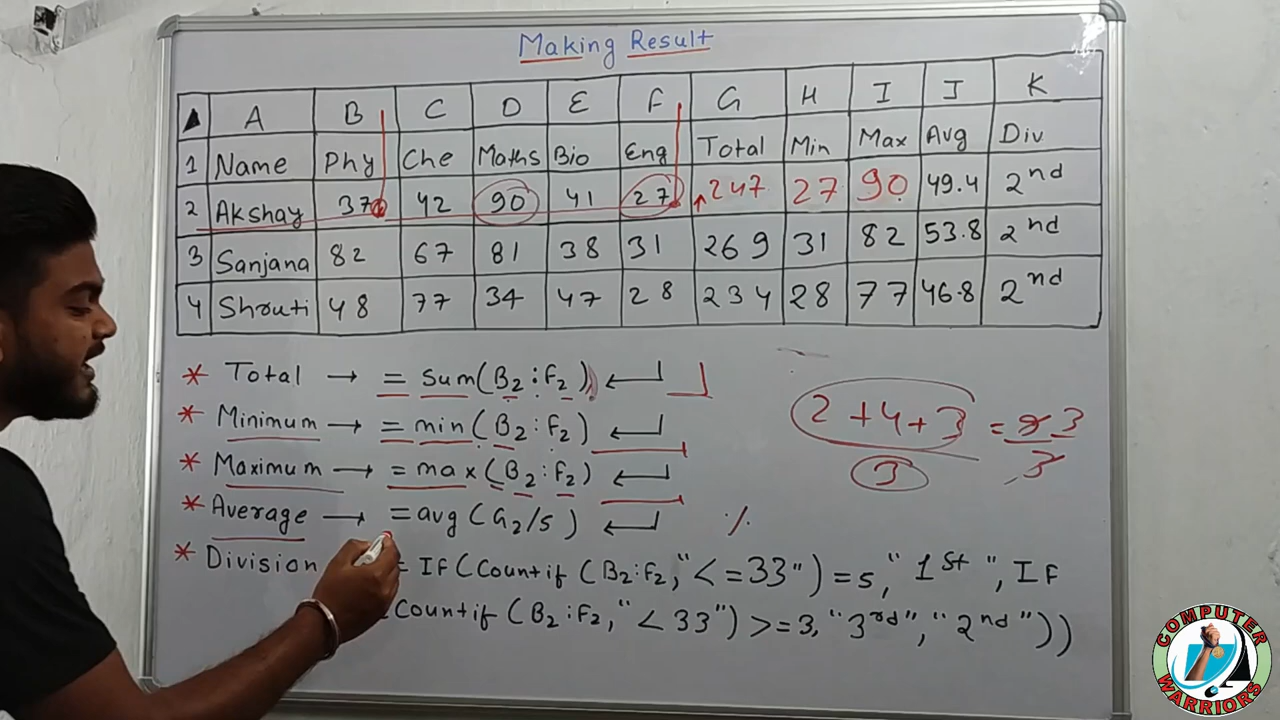 Making Result
A B C D E F G H I J K
1 Name Phy Che Maths Bio Eng Total Min Max Avg Div
2 Akshay 37 42 90 41 27 247 27 90 49.4 2nd
3 Sanjana 82 67 81 38 31 269 31 82 53.8 2nd
4 Shruti 48 77 34 47 28 234 28 77 46.8 2nd
* Total → = Sum(B2:F2)
* Minimum → = min(B2:F2)
* Maximum → = max(B2:F2)
* Average → =avg(G2/5)
* Division = IF(Countif(B2:F2,"<=33")=5,"1st",IF
(Countif(B2:F2,"<33")>=3,"3rd","2nd"))
2+4+3 = 3
3 3
%
COMPUTER
WARRIORS